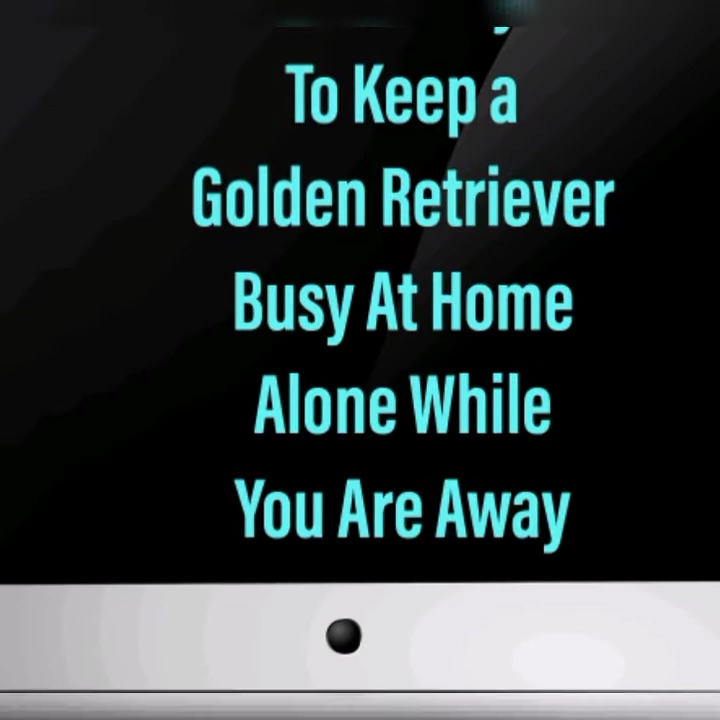 To Keep a
Golden Retriever
Busy At Home
Alone While
You Are Away